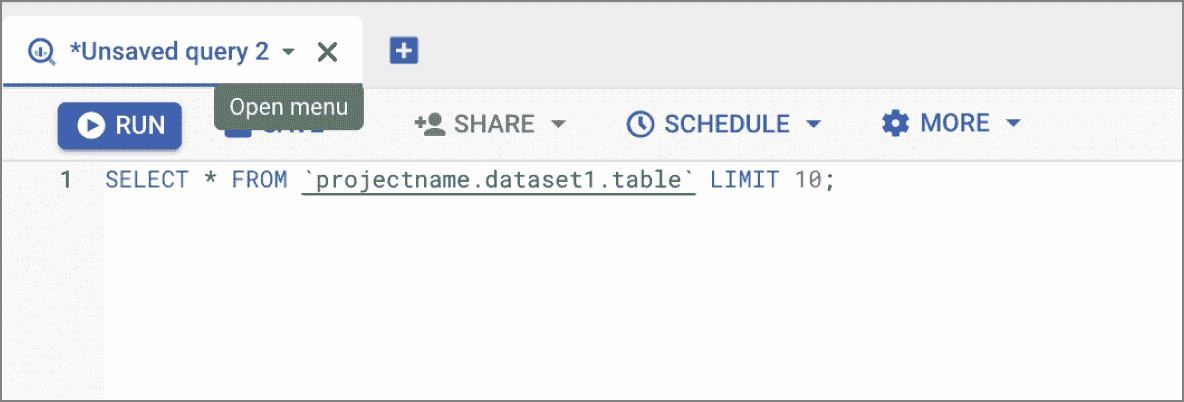 *Unsaved query 2
Open menu
RUN SHARE SCHEDULE MORE
1 SELECT * FROM `projectname.dataset1.table` LIMIT 10;